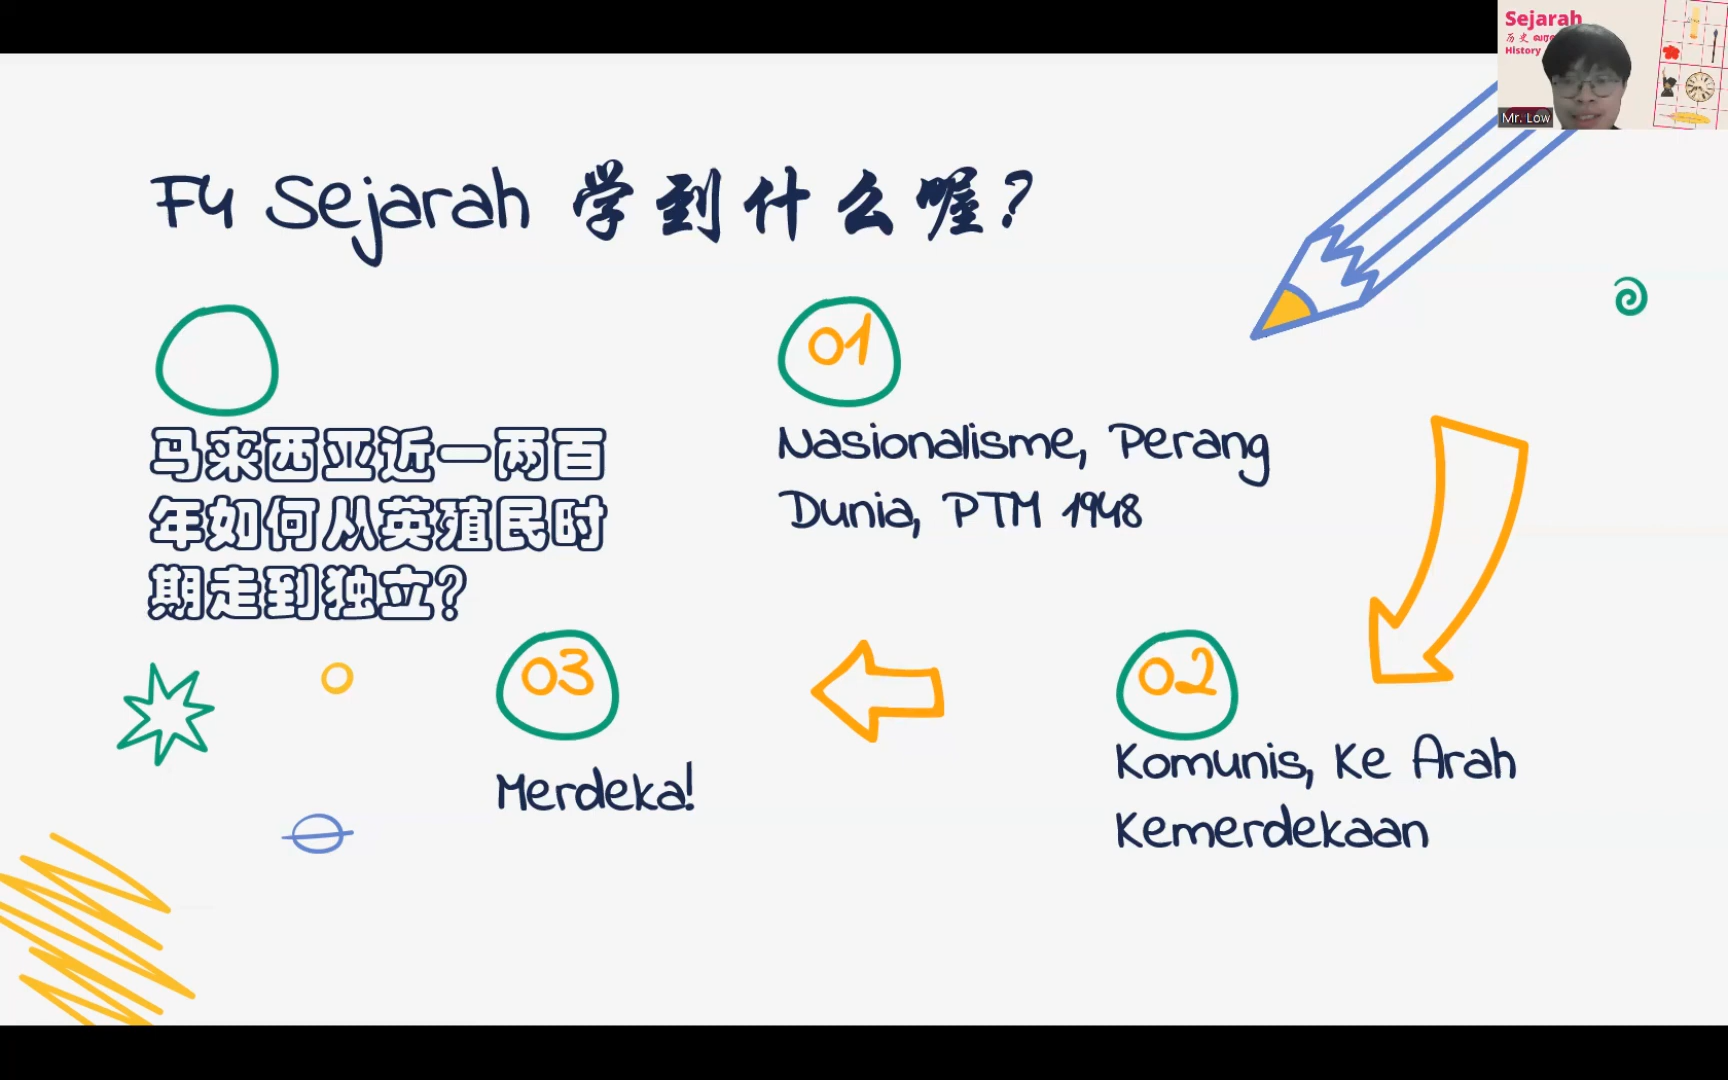 Sejarah
历史
History
Mr. Low
F4 Sejarah 学到什么喔?
马来西亚近一两百
年如何从英殖民时
期走到独立?
01
Nasionalisme, Perang
Dunia, PTM 1948
02
Komunis, Ke Arah
Kemerdekaan
03
Merdeka!